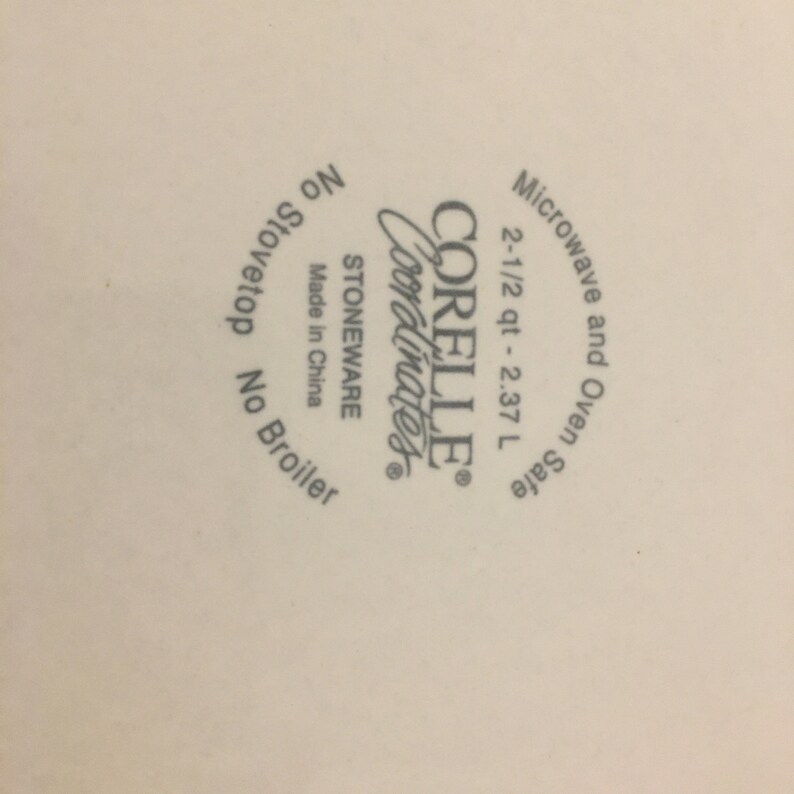 Microwave and Oven Safe
2-1/2 qt - 2.37 L
CORELLE®
Coordinates®
STONEWARE
Made in China
No Stovetop No Broiler